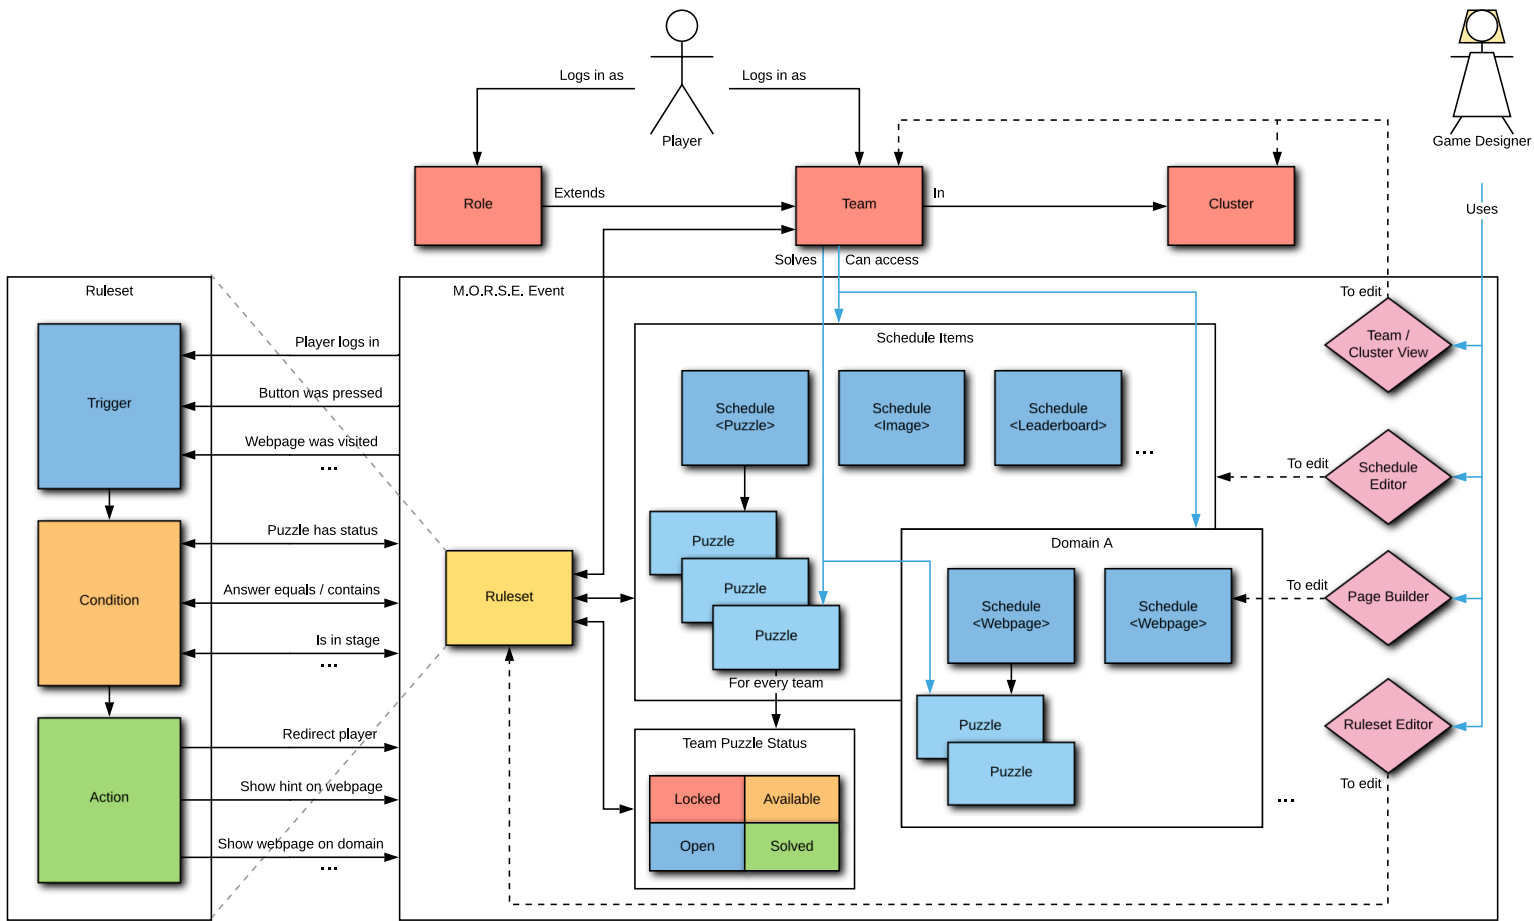 Logs in as
Logs in as
Player
Game Designer
Role
Extends
Team
In
Cluster
Uses
Solves
Can access
Ruleset
M.O.R.S.E. Event
To edit
Player logs in
Button was pressed
Webpage was visited
...
Trigger
Schedule Items
Team /
Cluster View
Schedule
<Puzzle>
Schedule
<Image>
Schedule
<Leaderboard>
...
To edit
Schedule
Editor
Puzzle has status
Answer equals / contains
Is in stage
...
Condition
Ruleset
Puzzle
Puzzle
Puzzle
Domain A
Schedule
<Webpage>
Schedule
<Webpage>
To edit
Page Builder
For every team
Redirect player
Show hint on webpage
Show webpage on domain
...
Action
Team Puzzle Status
Locked
Available
Open
Solved
Puzzle
Puzzle
Ruleset Editor
To edit
...